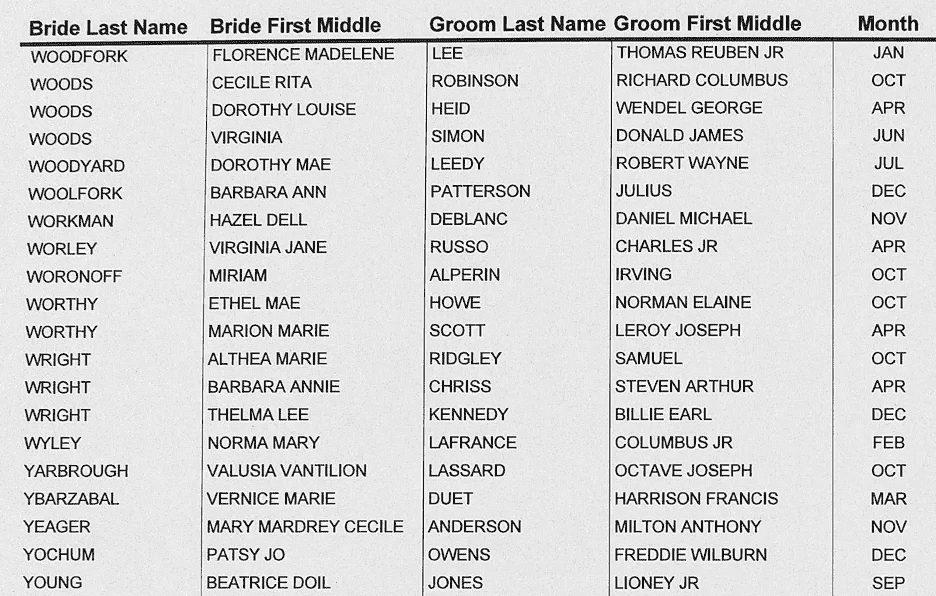 Bride Last Name Bride First Middle Groom Last Name Groom First Middle Month
WOODFORK FLORENCE MADELENE LEE THOMAS REUBEN JR JAN
WOODS CECILE RITA ROBINSON RICHARD COLUMBUS OCT
WOODS DOROTHY LOUISE HEID WENDEL GEORGE APR
WOODS VIRGINIA SIMON DONALD JAMES JUN
WOODYARD DOROTHY MAE LEEDY ROBERT WAYNE JUL
WOOLFORK BARBARA ANN PATTERSON JULIUS DEC
WORKMAN HAZEL DELL DEBLANC DANIEL MICHAEL NOV
WORLEY VIRGINIA JANE RUSSO CHARLES JR APR
WORONOFF MIRIAM ALPERIN IRVING OCT
WORTHY ETHEL MAE HOWE NORMAN ELAINE OCT
WORTHY MARION MARIE SCOTT LEROY JOSEPH APR
WRIGHT ALTHEA MARIE RIDGLEY SAMUEL OCT
WRIGHT BARBARA ANNIE CHRISS STEVEN ARTHUR APR
WRIGHT THELMA LEE KENNEDY BILLIE EARL DEC
WYLEY NORMA MARY LAFRANCE COLUMBUS JR FEB
YARBROUGH VALUSIA VANTILION LASSARD OCTAVE JOSEPH OCT
YBARZABAL VERNICE MARIE DUET HARRISON FRANCIS MAR
YEAGER MARY MARDREY CECILE ANDERSON MILTON ANTHONY NOV
YOCHUM PATSY JO OWENS FREDDIE WILBURN DEC
YOUNG BEATRICE DOIL JONES LIONEY JR SEP